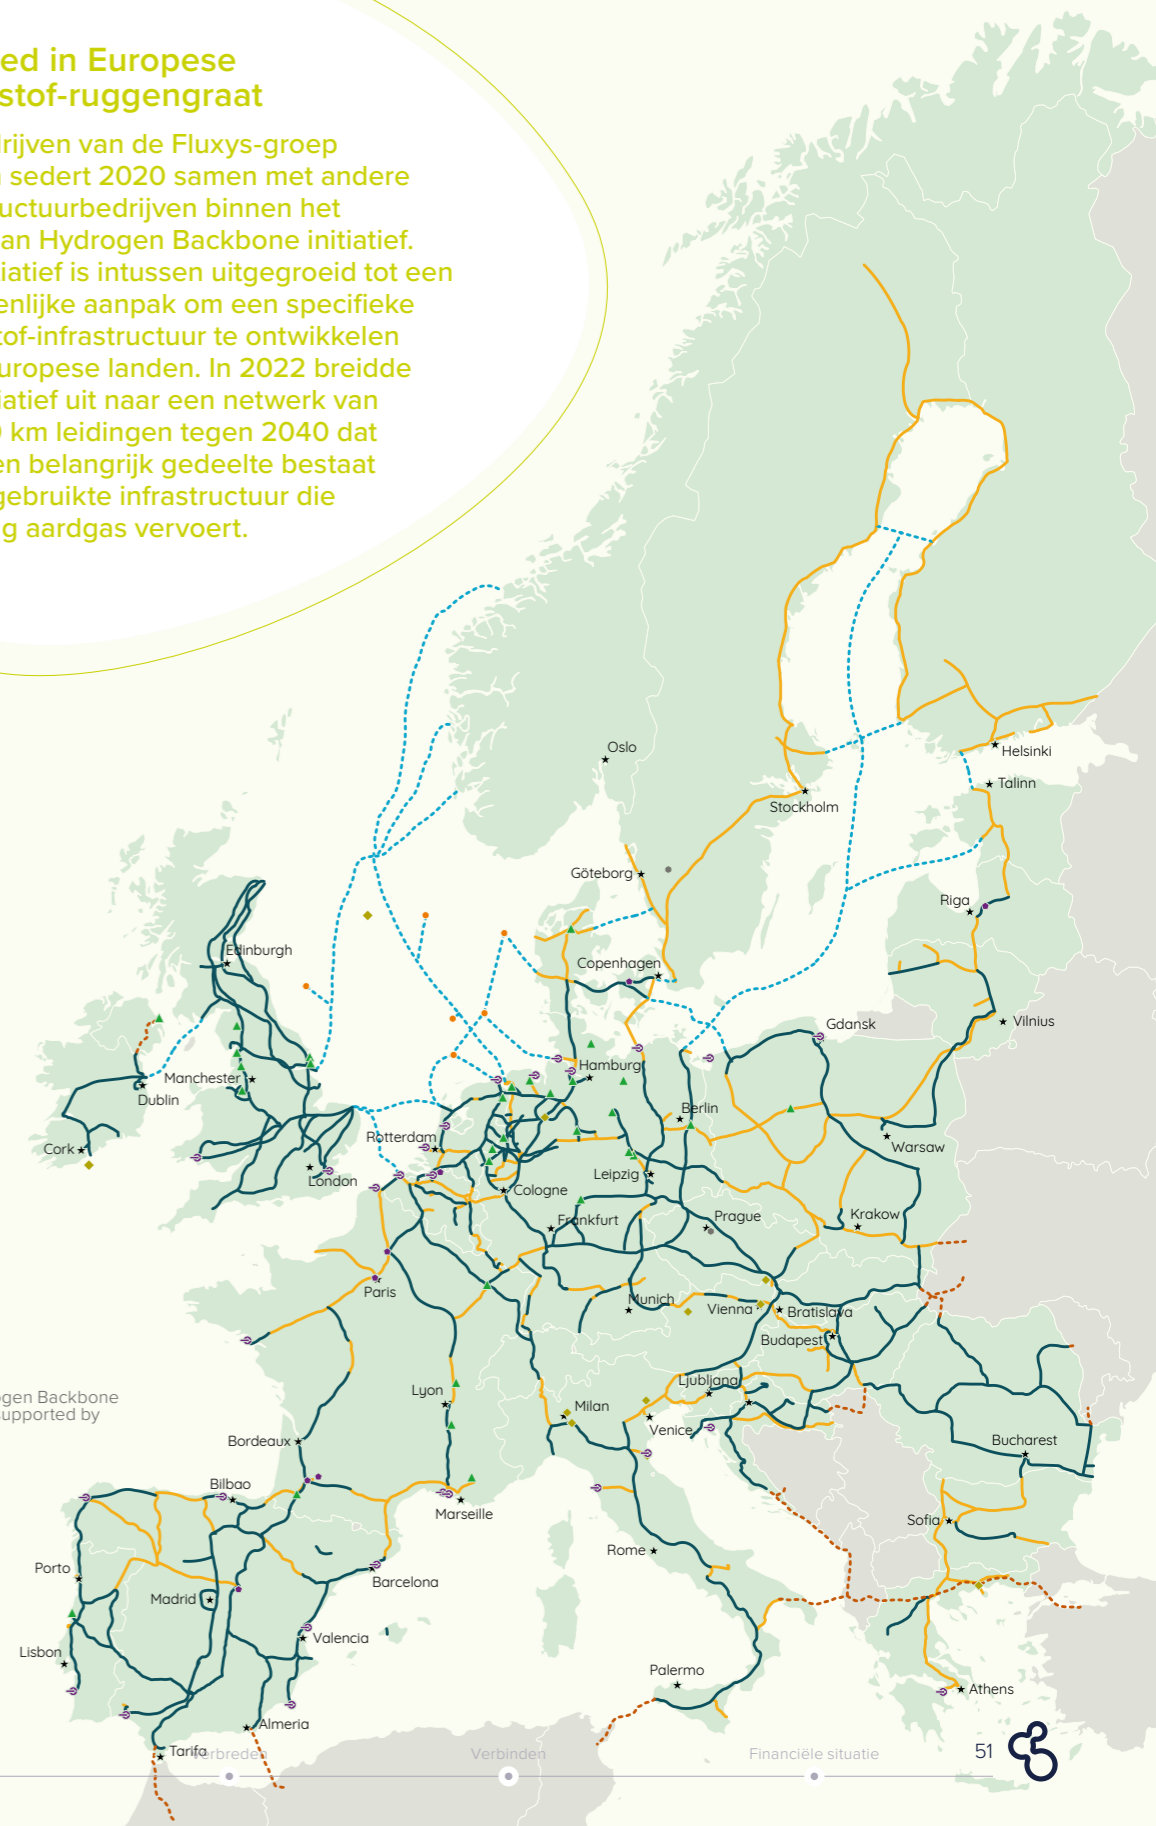 ed in Europese
stof-ruggengraat
rijven van de Fluxys-groep
sedert 2020 samen met andere
uctuurbedrijven binnen het
an Hydrogen Backbone initiatief.
tiatief is intussen uitgegroeid tot een
enlijke aanpak om een specifieke
tof-infrastructuur te ontwikkelen
uropese landen. In 2022 breidde
iatief uit naar een netwerk van
km leidingen tegen 2040 dat
en belangrijk gedeelte bestaat
gebruikte infrastructuur die
g aardgas vervoert.
Oslo
Helsinki
Talinn
Stockholm
Göteborg
Riga
Edinburgh
Copenhagen
Vilnius
Gdansk
Manchester
Hamburg
Dublin
Berlin
Rotterdam
Cork
Warsaw
London
Leipzig
Cologne
Frankfurt
Prague
Krakow
Paris
Munich
Vienna
Bratislava
Budapest
Ljubljana
Lyon
Milan
ogen Backbone
supported by
Venice
Bordeaux
Bucharest
Bilbao
Marseille
Sofia
Rome
Porto
Barcelona
Madrid
Valencia
Lisbon
Palermo
Athens
Almeria
Tarifa
Verbreden
Verbinden
Financiële situatie
51